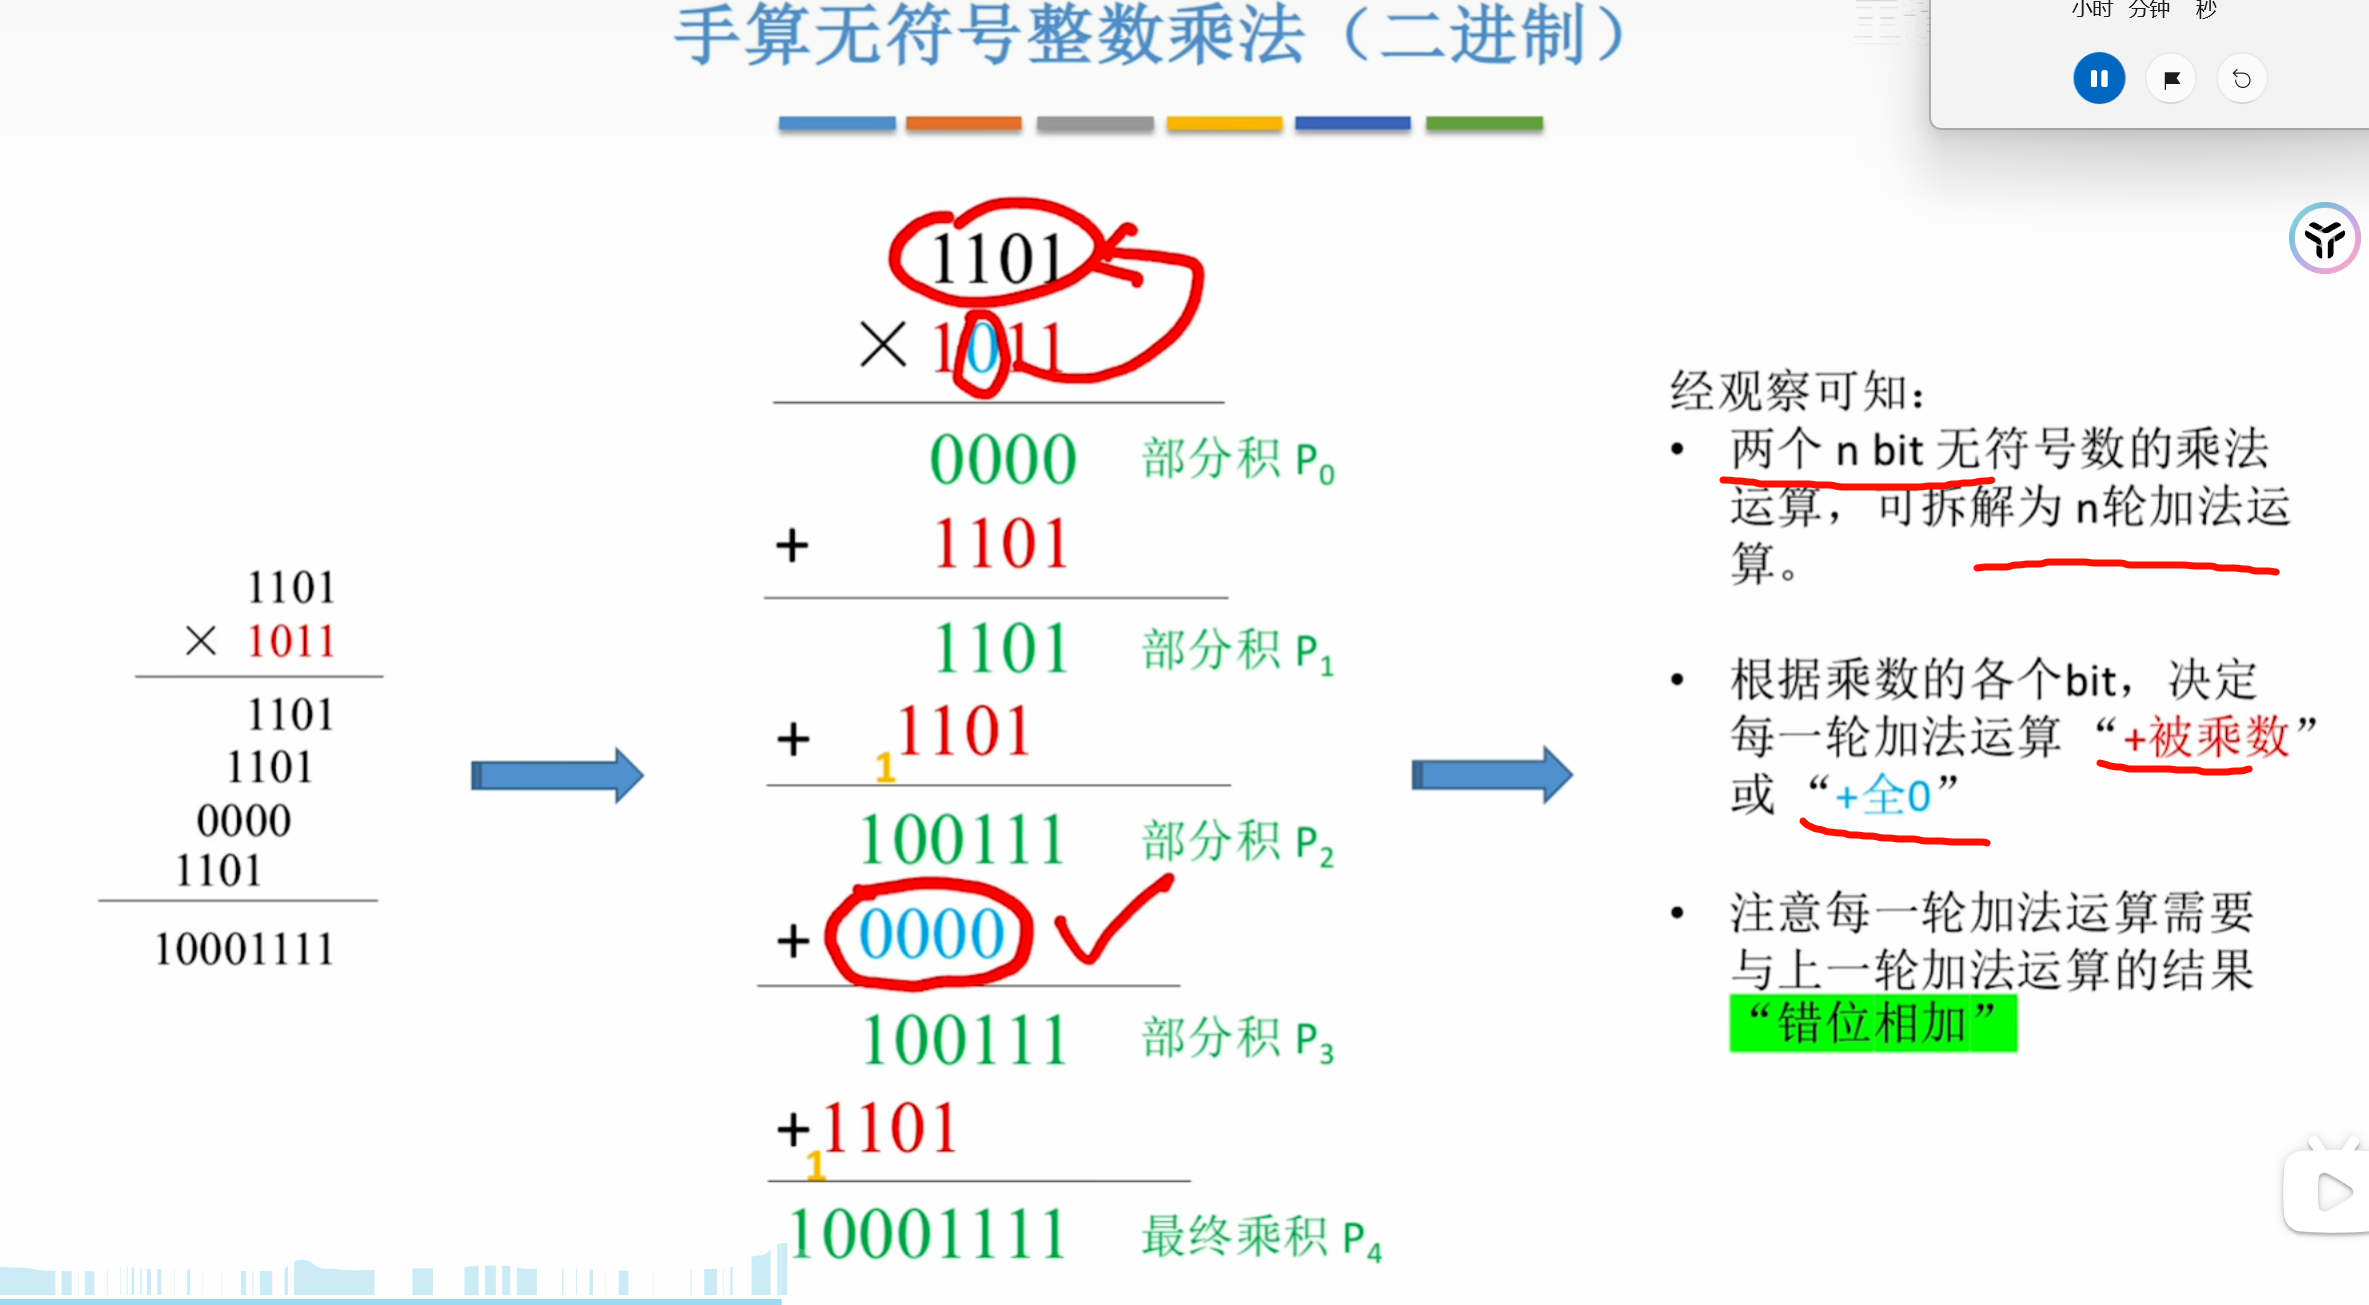 手算无符号整数乘法（二进制）
小时 分钟 秒
1101
× 1011
1101
1101
0000
1101
10001111
1101
× 1011
0000 部分积 P0
+ 1101
1101 部分积 P1
+ 1101
1
100111 部分积 P2
+ 0000
100111 部分积 P3
+1101
1
10001111 最终乘积 P4
经观察可知：
• 两个 n bit 无符号数的乘法
运算，可拆解为 n轮加法运
算。
• 根据乘数的各个bit，决定
每一轮加法运算 “+被乘数”
或 “+全0”
• 注意每一轮加法运算需要
与上一轮加法运算的结果
“错位相加”